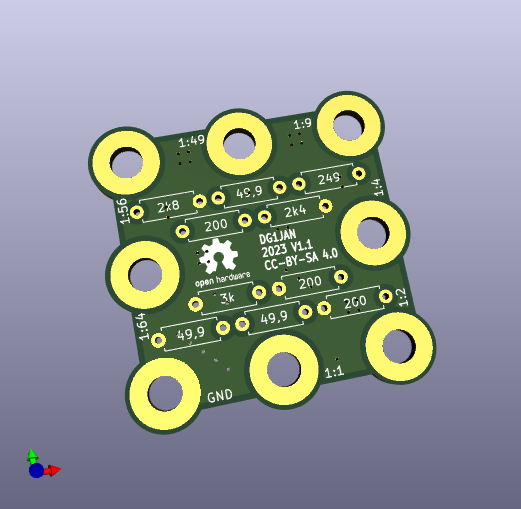 1:49
1:9
1:56
2k8
49.9
249
1:4
200
2k4
DG1JAN
2023 V1.1
CC-BY-SA 4.0
open hardware
3k
200
1:64
49.9
49.9
200
1:2
GND
1:1